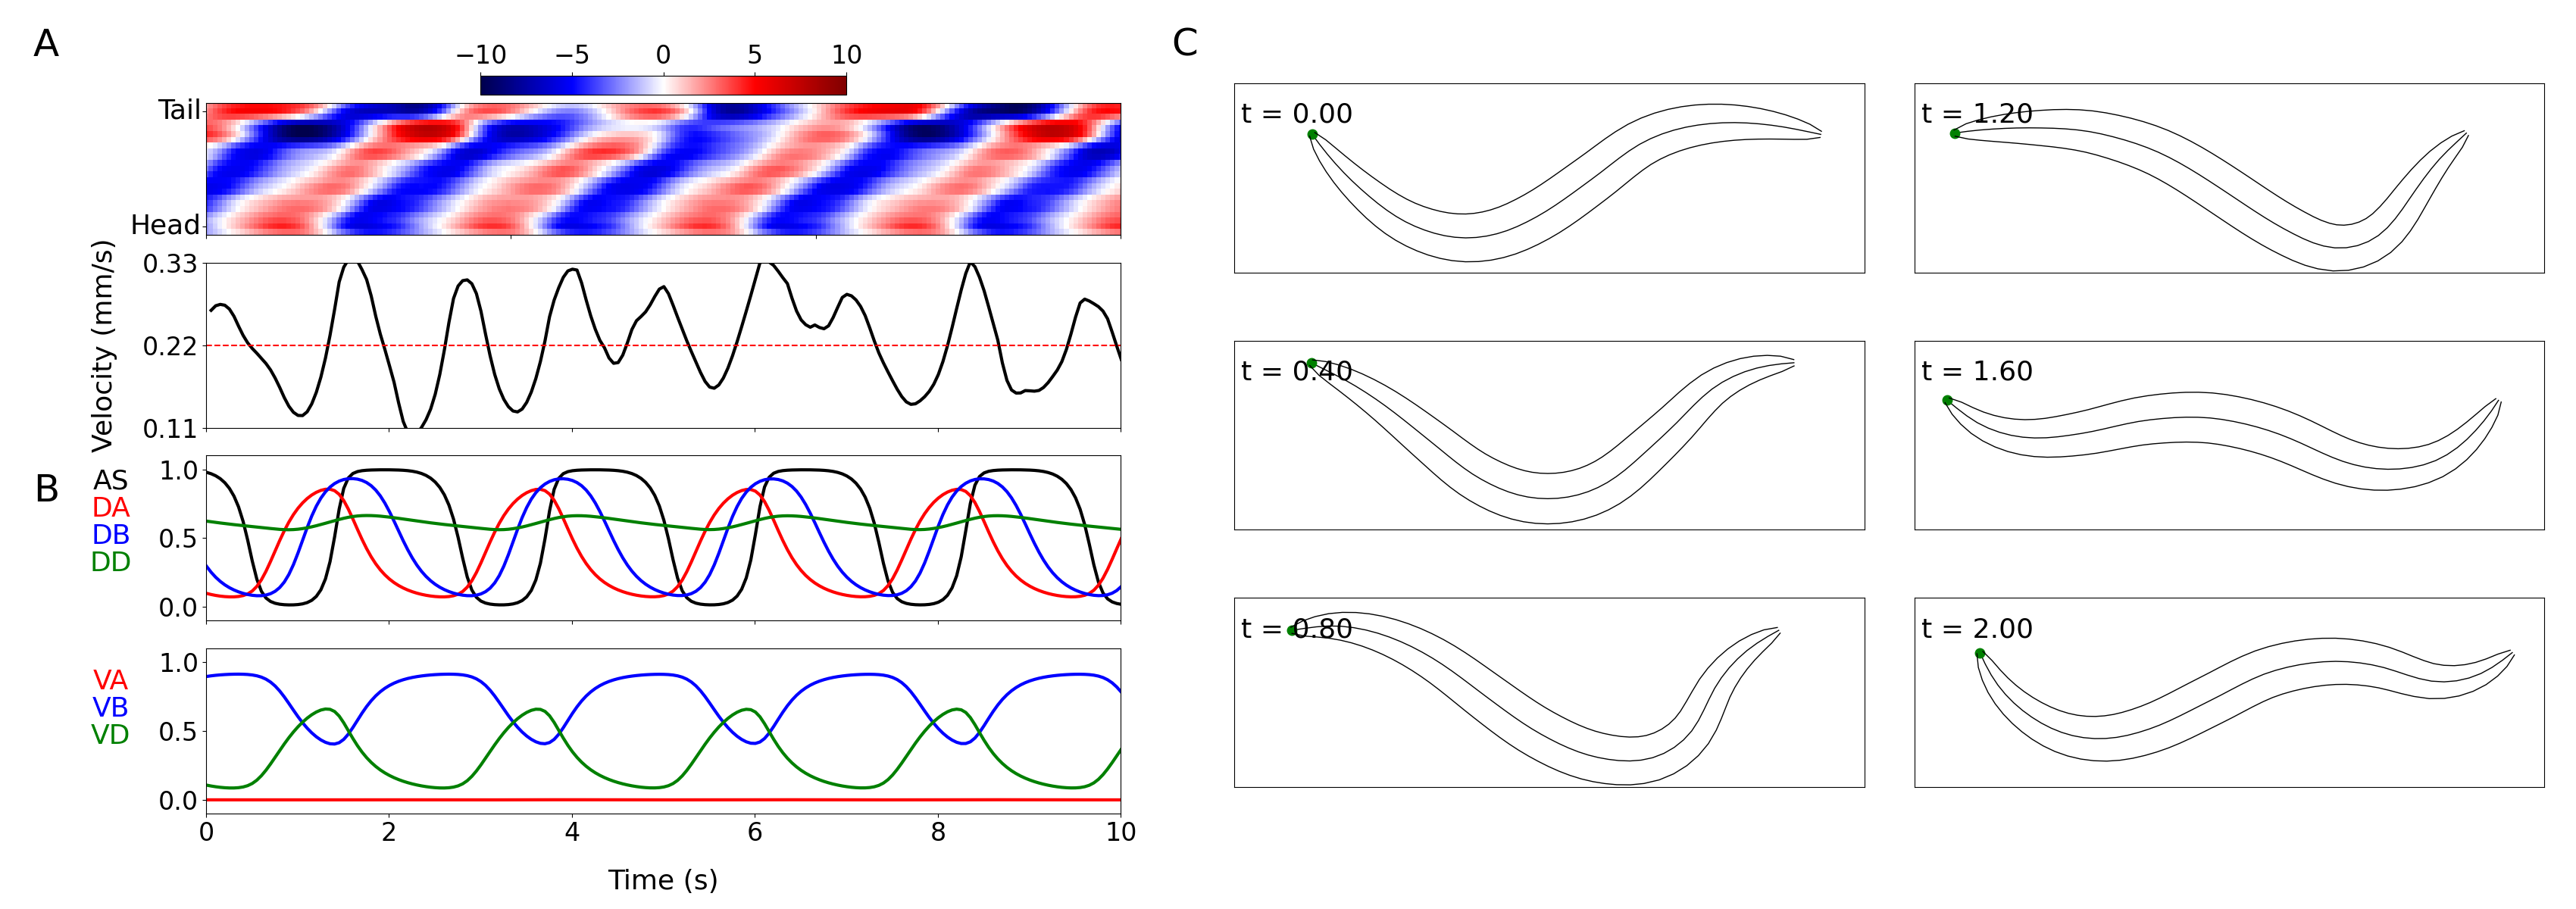 A
−10 −5 0 5 10
Tail
Head
Velocity (mm/s)
0.33
0.22
0.11
B
AS
DA
DB
DD
1.0
0.5
0.0
VA
VB
VD
1.0
0.5
0.0
0 2 4 6 8 10
Time (s)
C
t = 0.00
t = 1.20
t = 0.40
t = 1.60
t = 0.80
t = 2.00